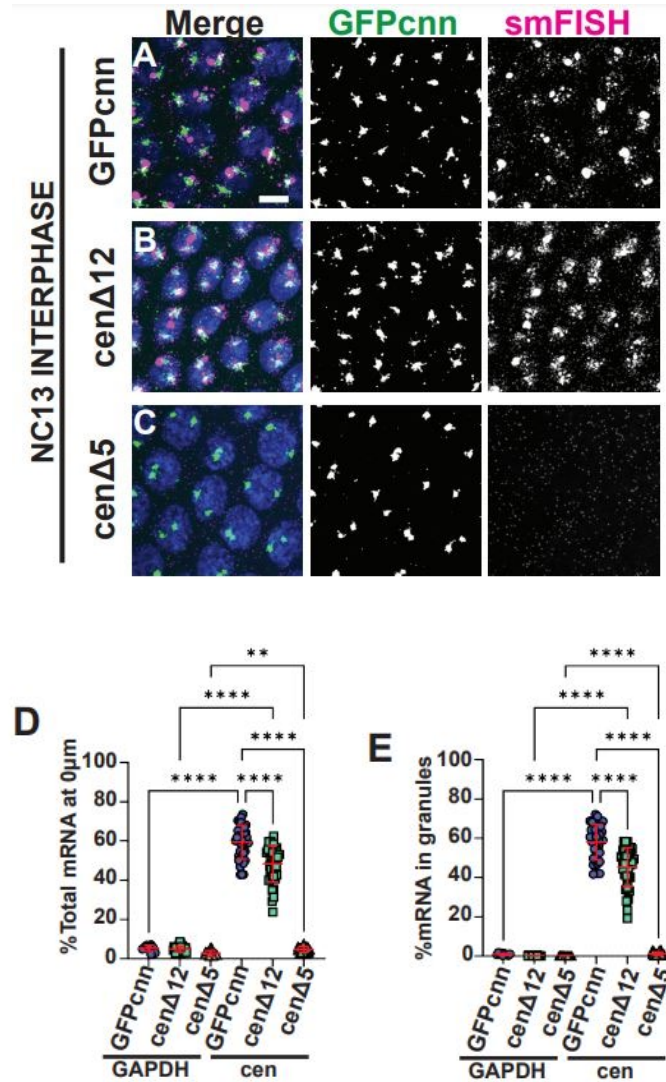 Merge GFPcnn smFISH
NC13 INTERPHASE
GFPcnn
A
cenΔ12
B
cenΔ5
C
D
**
****
****
**** ****
%Total mRNA at 0µm
100
80
60
40
20
0
GFPcnn cenΔ12 cenΔ5 GFPcnn cenΔ12 cenΔ5
GAPDH cen
E
****
****
****
**** ****
%mRNA in granules
100
80
60
40
20
0
GFPcnn cenΔ12 cenΔ5 GFPcnn cenΔ12 cenΔ5
GAPDH cen